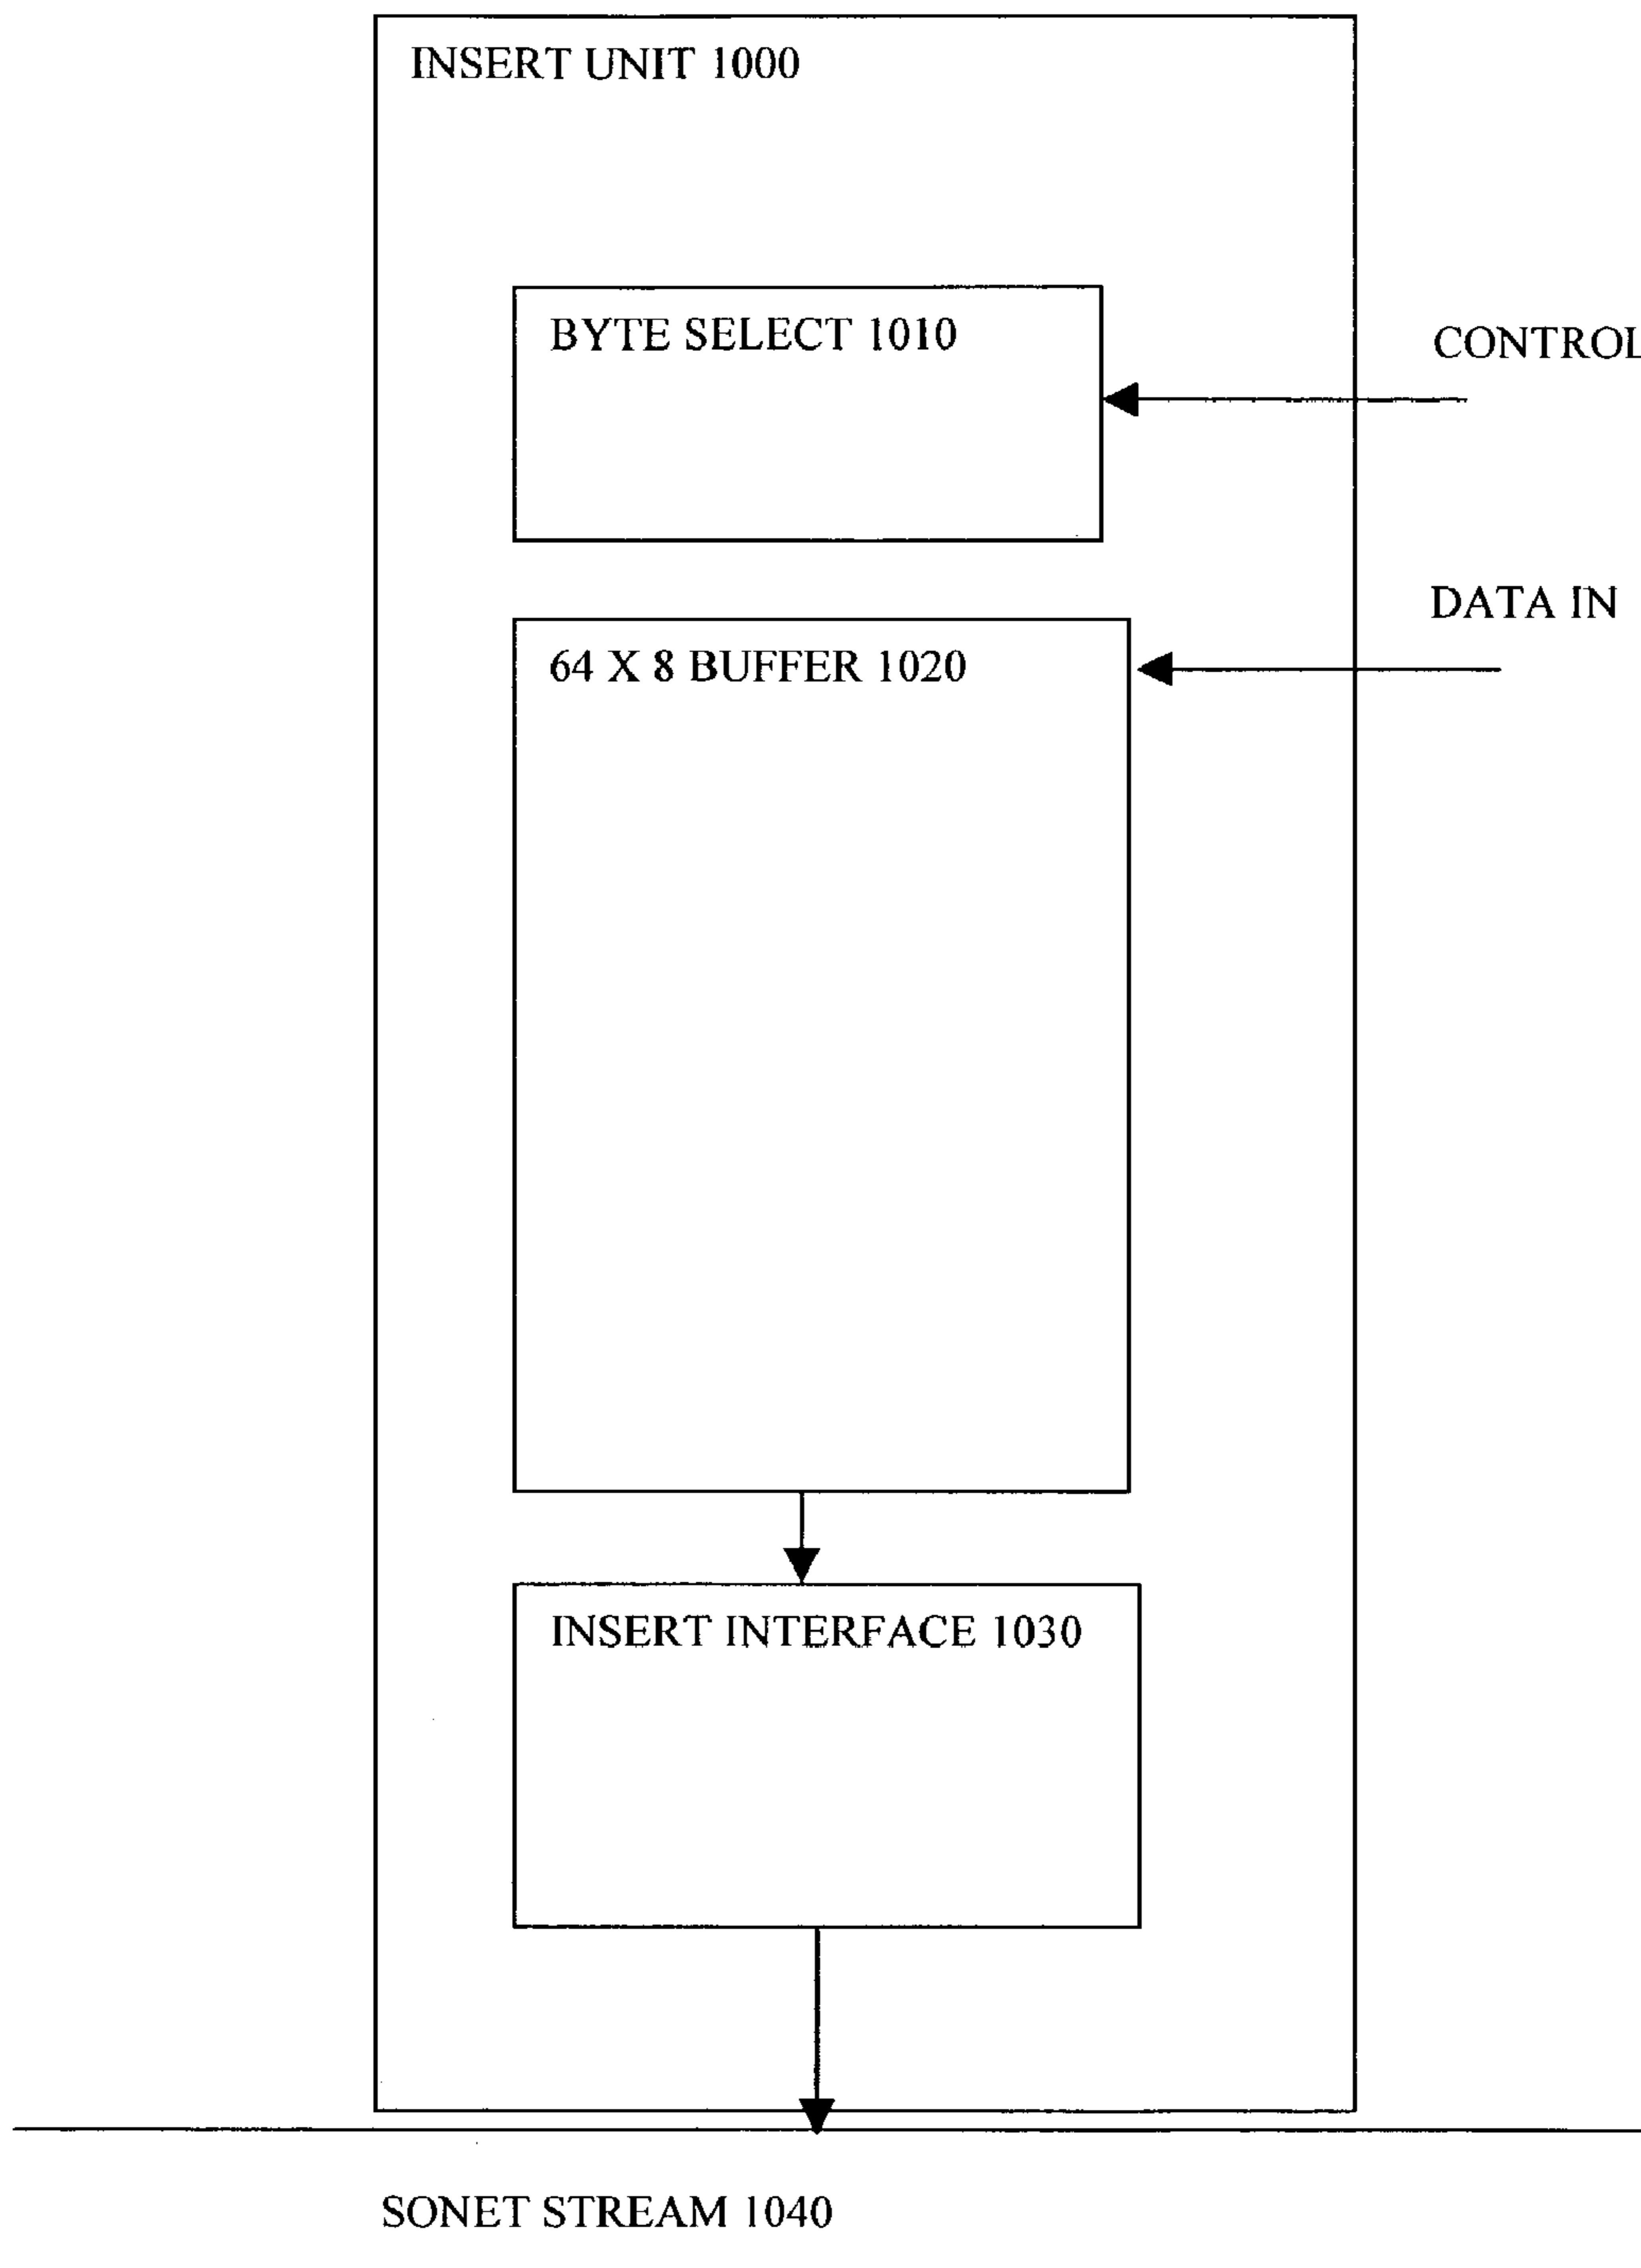 INSERT UNIT 1000
BYTE SELECT 1010
CONTROL
DATA IN
64 X 8 BUFFER 1020
INSERT INTERFACE 1030
SONET STREAM 1040